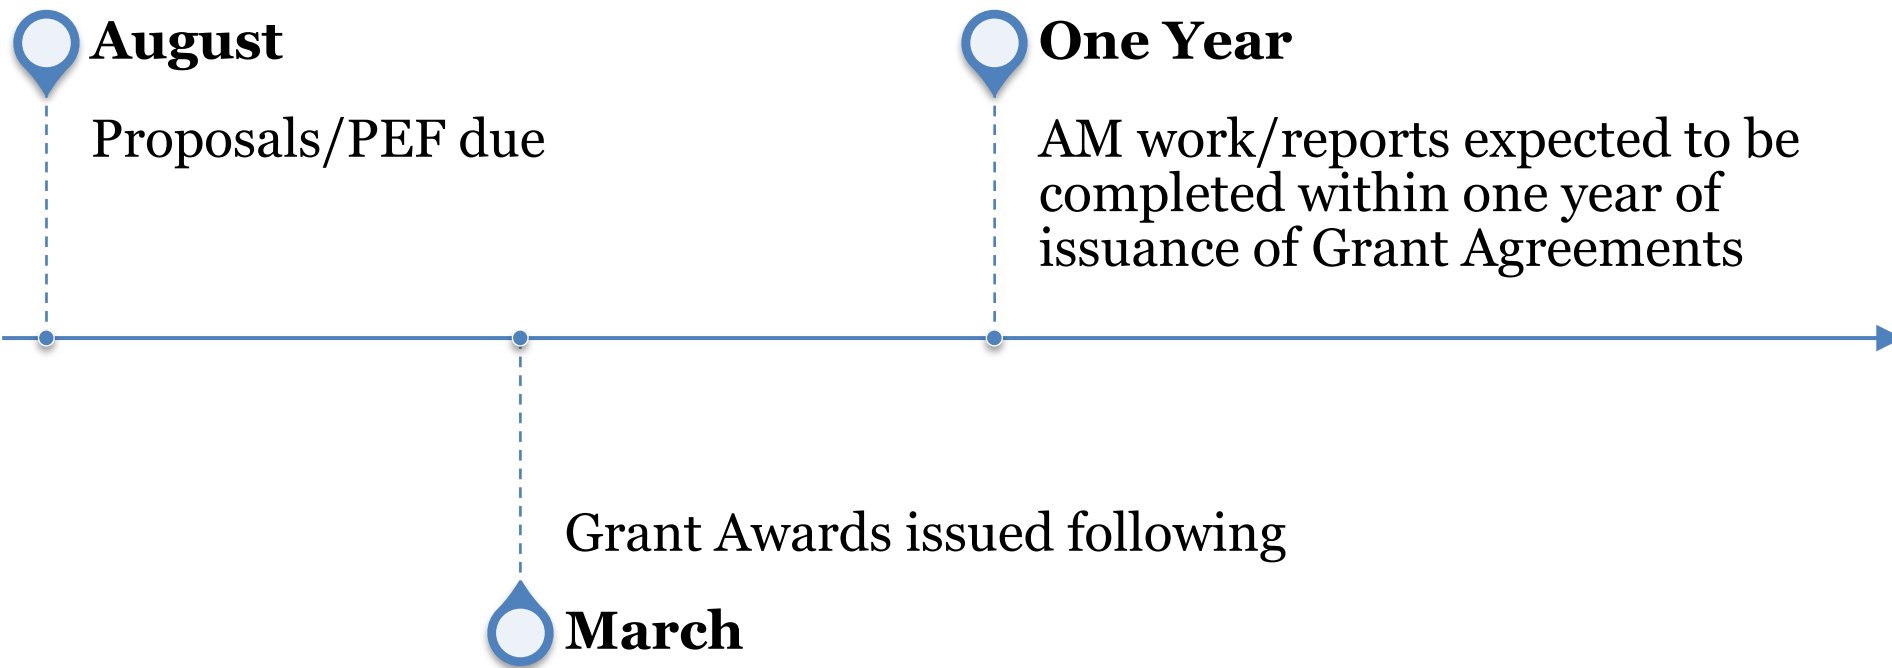 August
Proposals/PEF due
One Year
AM work/reports expected to be
completed within one year of
issuance of Grant Agreements
Grant Awards issued following
March